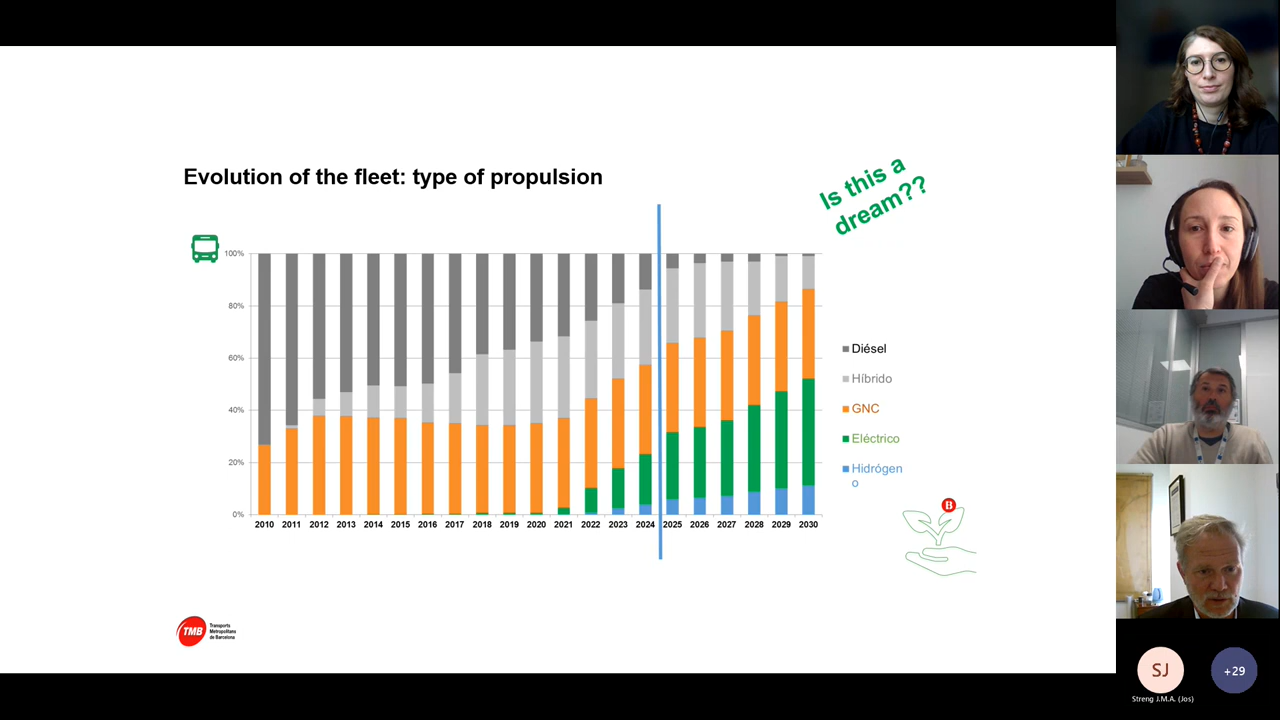 Evolution of the fleet: type of propulsion
Is this a
dream??
100%
80%
60%
40%
20%
0%
2010 2011 2012 2013 2014 2015 2016 2017 2018 2019 2020 2021 2022 2023 2024 2025 2026 2027 2028 2029 2030
Diésel
Híbrido
GNC
Eléctrico
Hidrógen
o
B
TMB
Transports
Metropolitans
de Barcelona
SJ
+29
Streng J.M.A. (Jos)